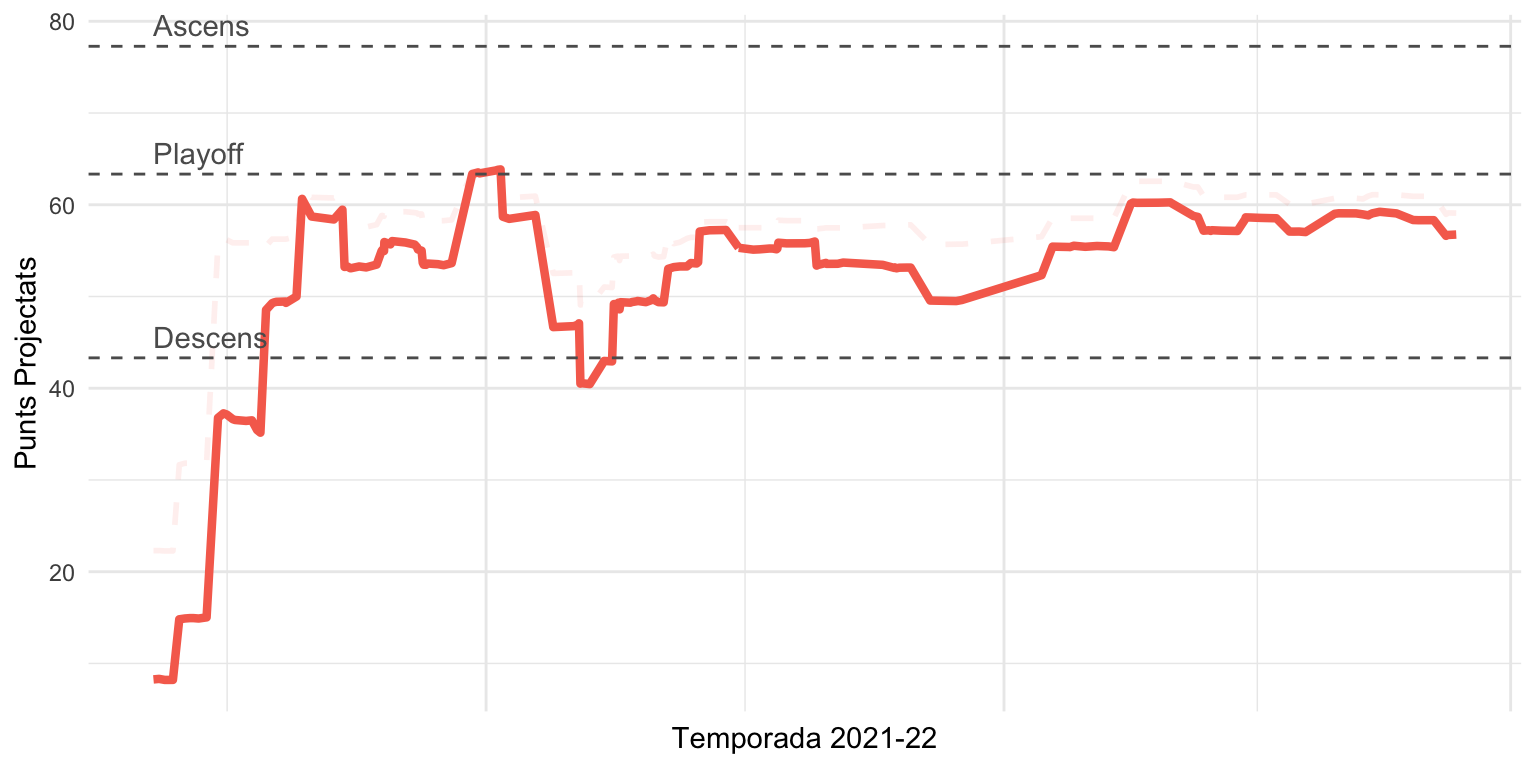 80
Ascens
Playoff
60
Descens
40
20
Punts Projectats
Temporada 2021-22